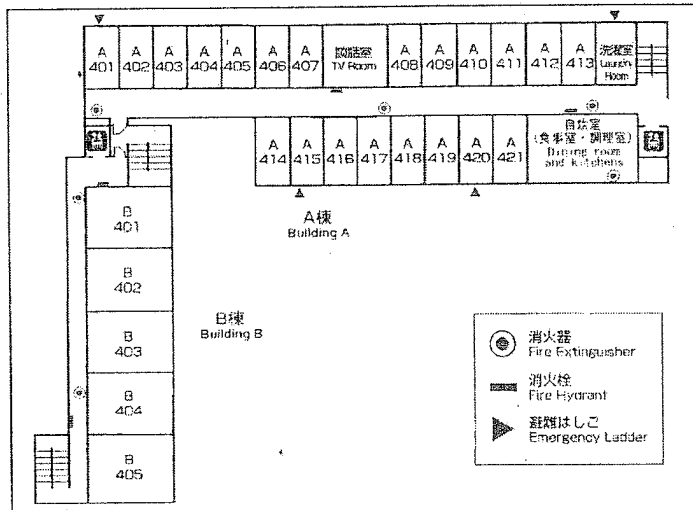 A 401
A 402
A 403
A 404
A 405
A 406
A 407
談話室
TV Room
A 408
A 409
A 410
A 411
A 412
A 413
洗濯室
Room
A 414
A 415
A 416
A 417
A 418
A 419
A 420
A 421
自炊室
(食事室・調理室)
Dining room
and kitchens
A棟
Building A
B 401
B 402
B 403
B 404
B 405
B棟
Building B
消火器
Fire Extinguisher
消火栓
Fire Hydrant
避難はしご
Emergency Ladder